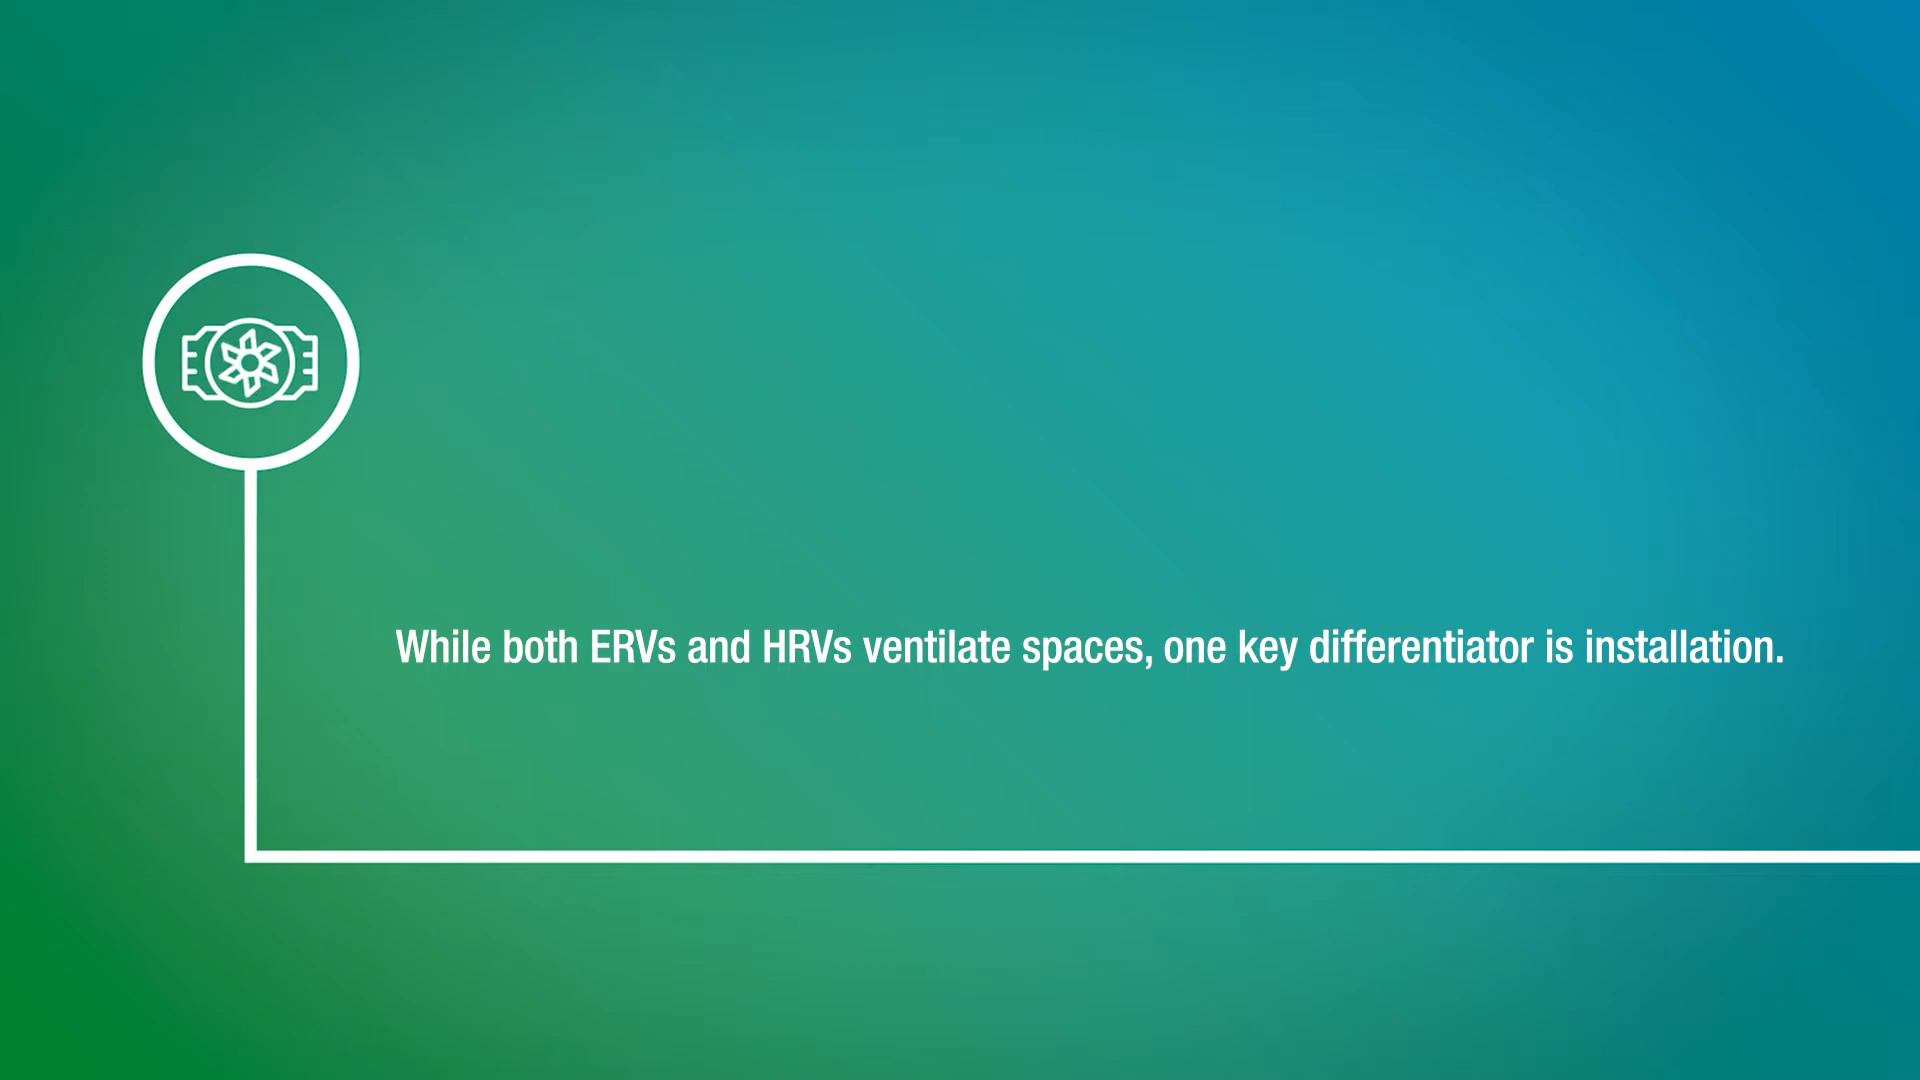 While both ERVs and HRVs ventilate spaces, one key differentiator is installation.